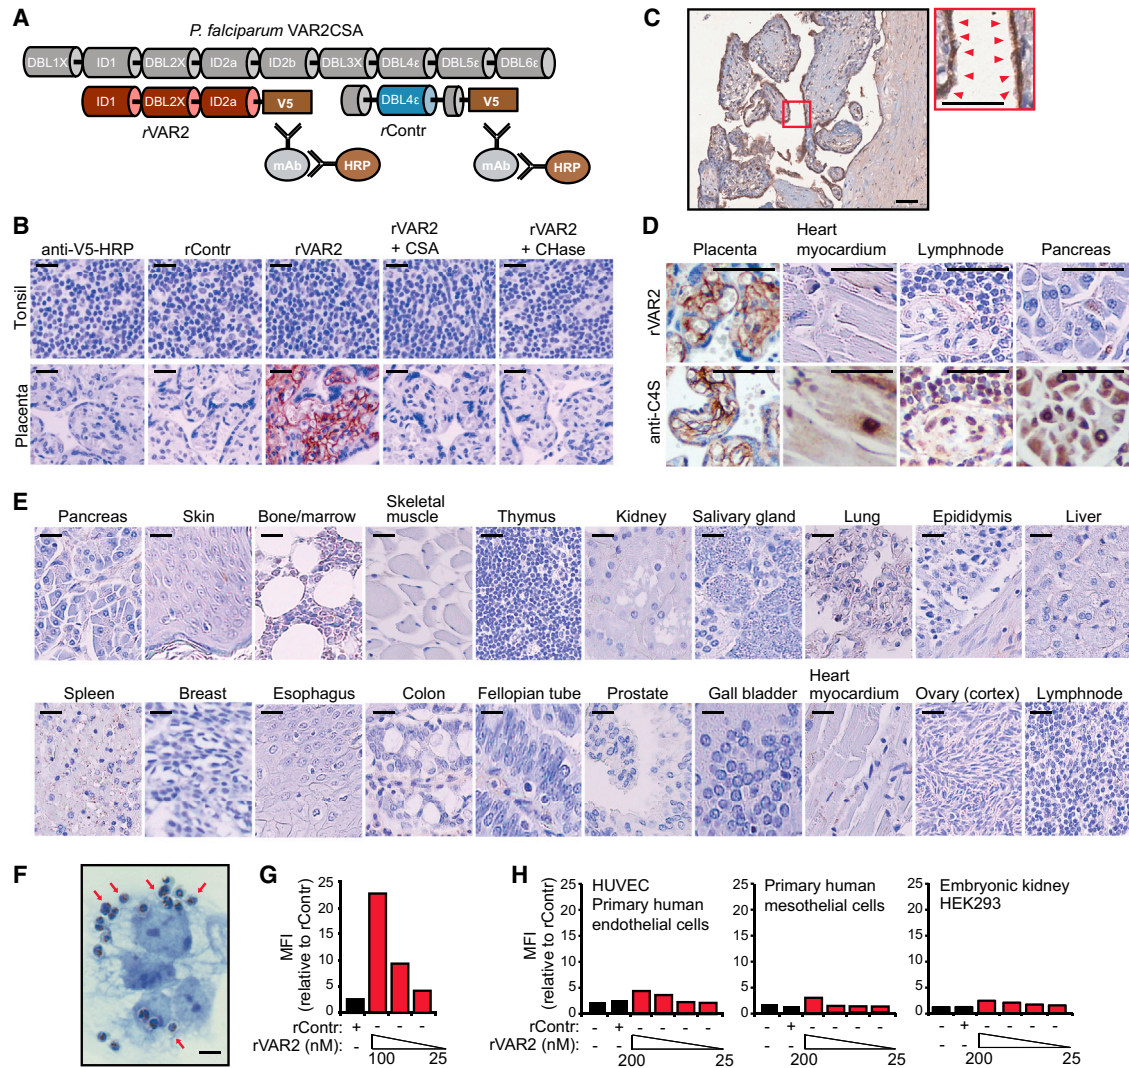 A
P. falciparum VAR2CSA
DBL1X ID1 DBL2X ID2a ID2b DBL3X DBL4ε DBL5ε DBL6ε
ID1 DBL2X ID2a V5 DBL4ε V5
rVAR2 rContr
mAb HRP mAb HRP
C
B
anti-V5-HRP rContr rVAR2 rVAR2 + CSA rVAR2 + CHase
Tonsil
Placenta
D
Placenta Heart myocardium Lymphnode Pancreas
rVAR2
anti-C4S
E
Pancreas Skin Bone/marrow Skeletal muscle Thymus Kidney Salivary gland Lung Epididymis Liver
Spleen Breast Esophagus Colon Fellopian tube Prostate Gall bladder Heart myocardium Ovary (cortex) Lymphnode
F
G
MFI
(relative to rContr)
25
20
15
10
5
0
rContr: + - - -
rVAR2 (nM): - 100 25
H
MFI
(relative to rContr)
HUVEC
Primary human
endothelial cells
25
20
15
10
5
0
rContr: - + - - - -
rVAR2 (nM): - - 200 25
Primary human
mesothelial cells
25
20
15
10
5
0
- + - - - -
- - 200 25
Embryonic kidney
HEK293
25
20
15
10
5
0
- + - - - -
- - 200 25